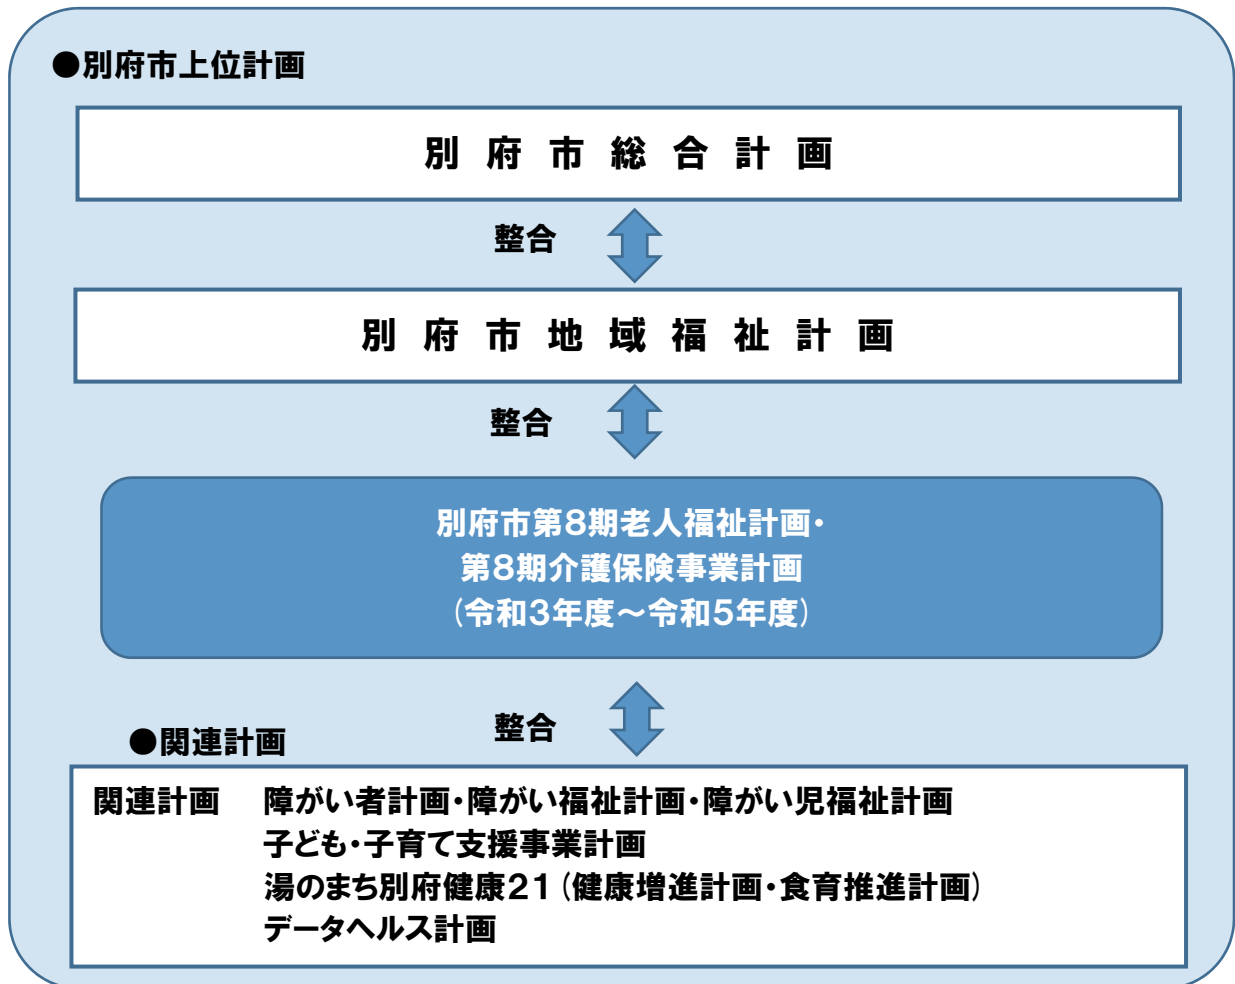 ●別府市上位計画
別府市総合計画
整合
別府市地域福祉計画
整合
別府市第8期老人福祉計画・
第8期介護保険事業計画
(令和3年度～令和5年度)
整合
●関連計画
関連計画 障がい者計画・障がい福祉計画・障がい児福祉計画
子ども・子育て支援事業計画
湯のまち別府健康21(健康増進計画・食育推進計画)
データヘルス計画